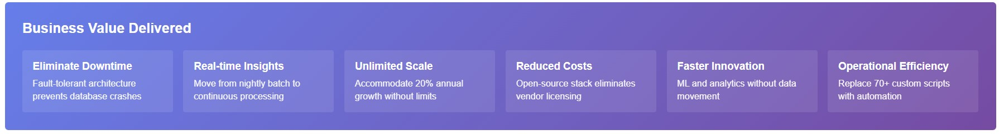 Business Value Delivered
Eliminate Downtime
Fault-tolerant architecture
prevents database crashes
Real-time Insights
Move from nightly batch to
continuous processing
Unlimited Scale
Accommodate 20% annual
growth without limits
Reduced Costs
Open-source stack eliminates
vendor licensing
Faster Innovation
ML and analytics without data
movement
Operational Efficiency
Replace 70+ custom scripts
with automation